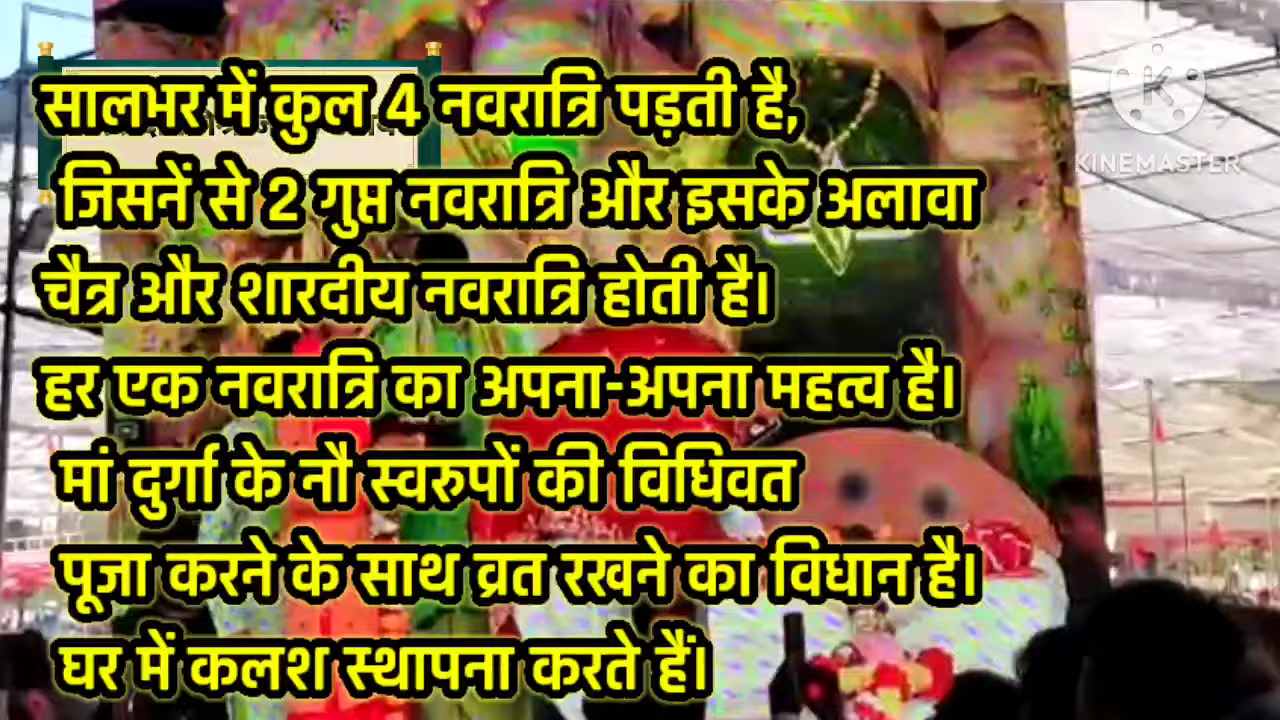 सालभर में कुल 4 नवरात्रि पड़ती है,
जिसनें से 2 गुप्त नवरात्रि और इसके अलावा
चैत्र और शारदीय नवरात्रि होती है।
हर एक नवरात्रि का अपना-अपना महत्व है।
मां दुर्गा के नौ स्वरुपों की विधिवत
पूजा करने के साथ व्रत रखने का विधान है।
घर में कलश स्थापना करते हैं।
K
KINEMASTER